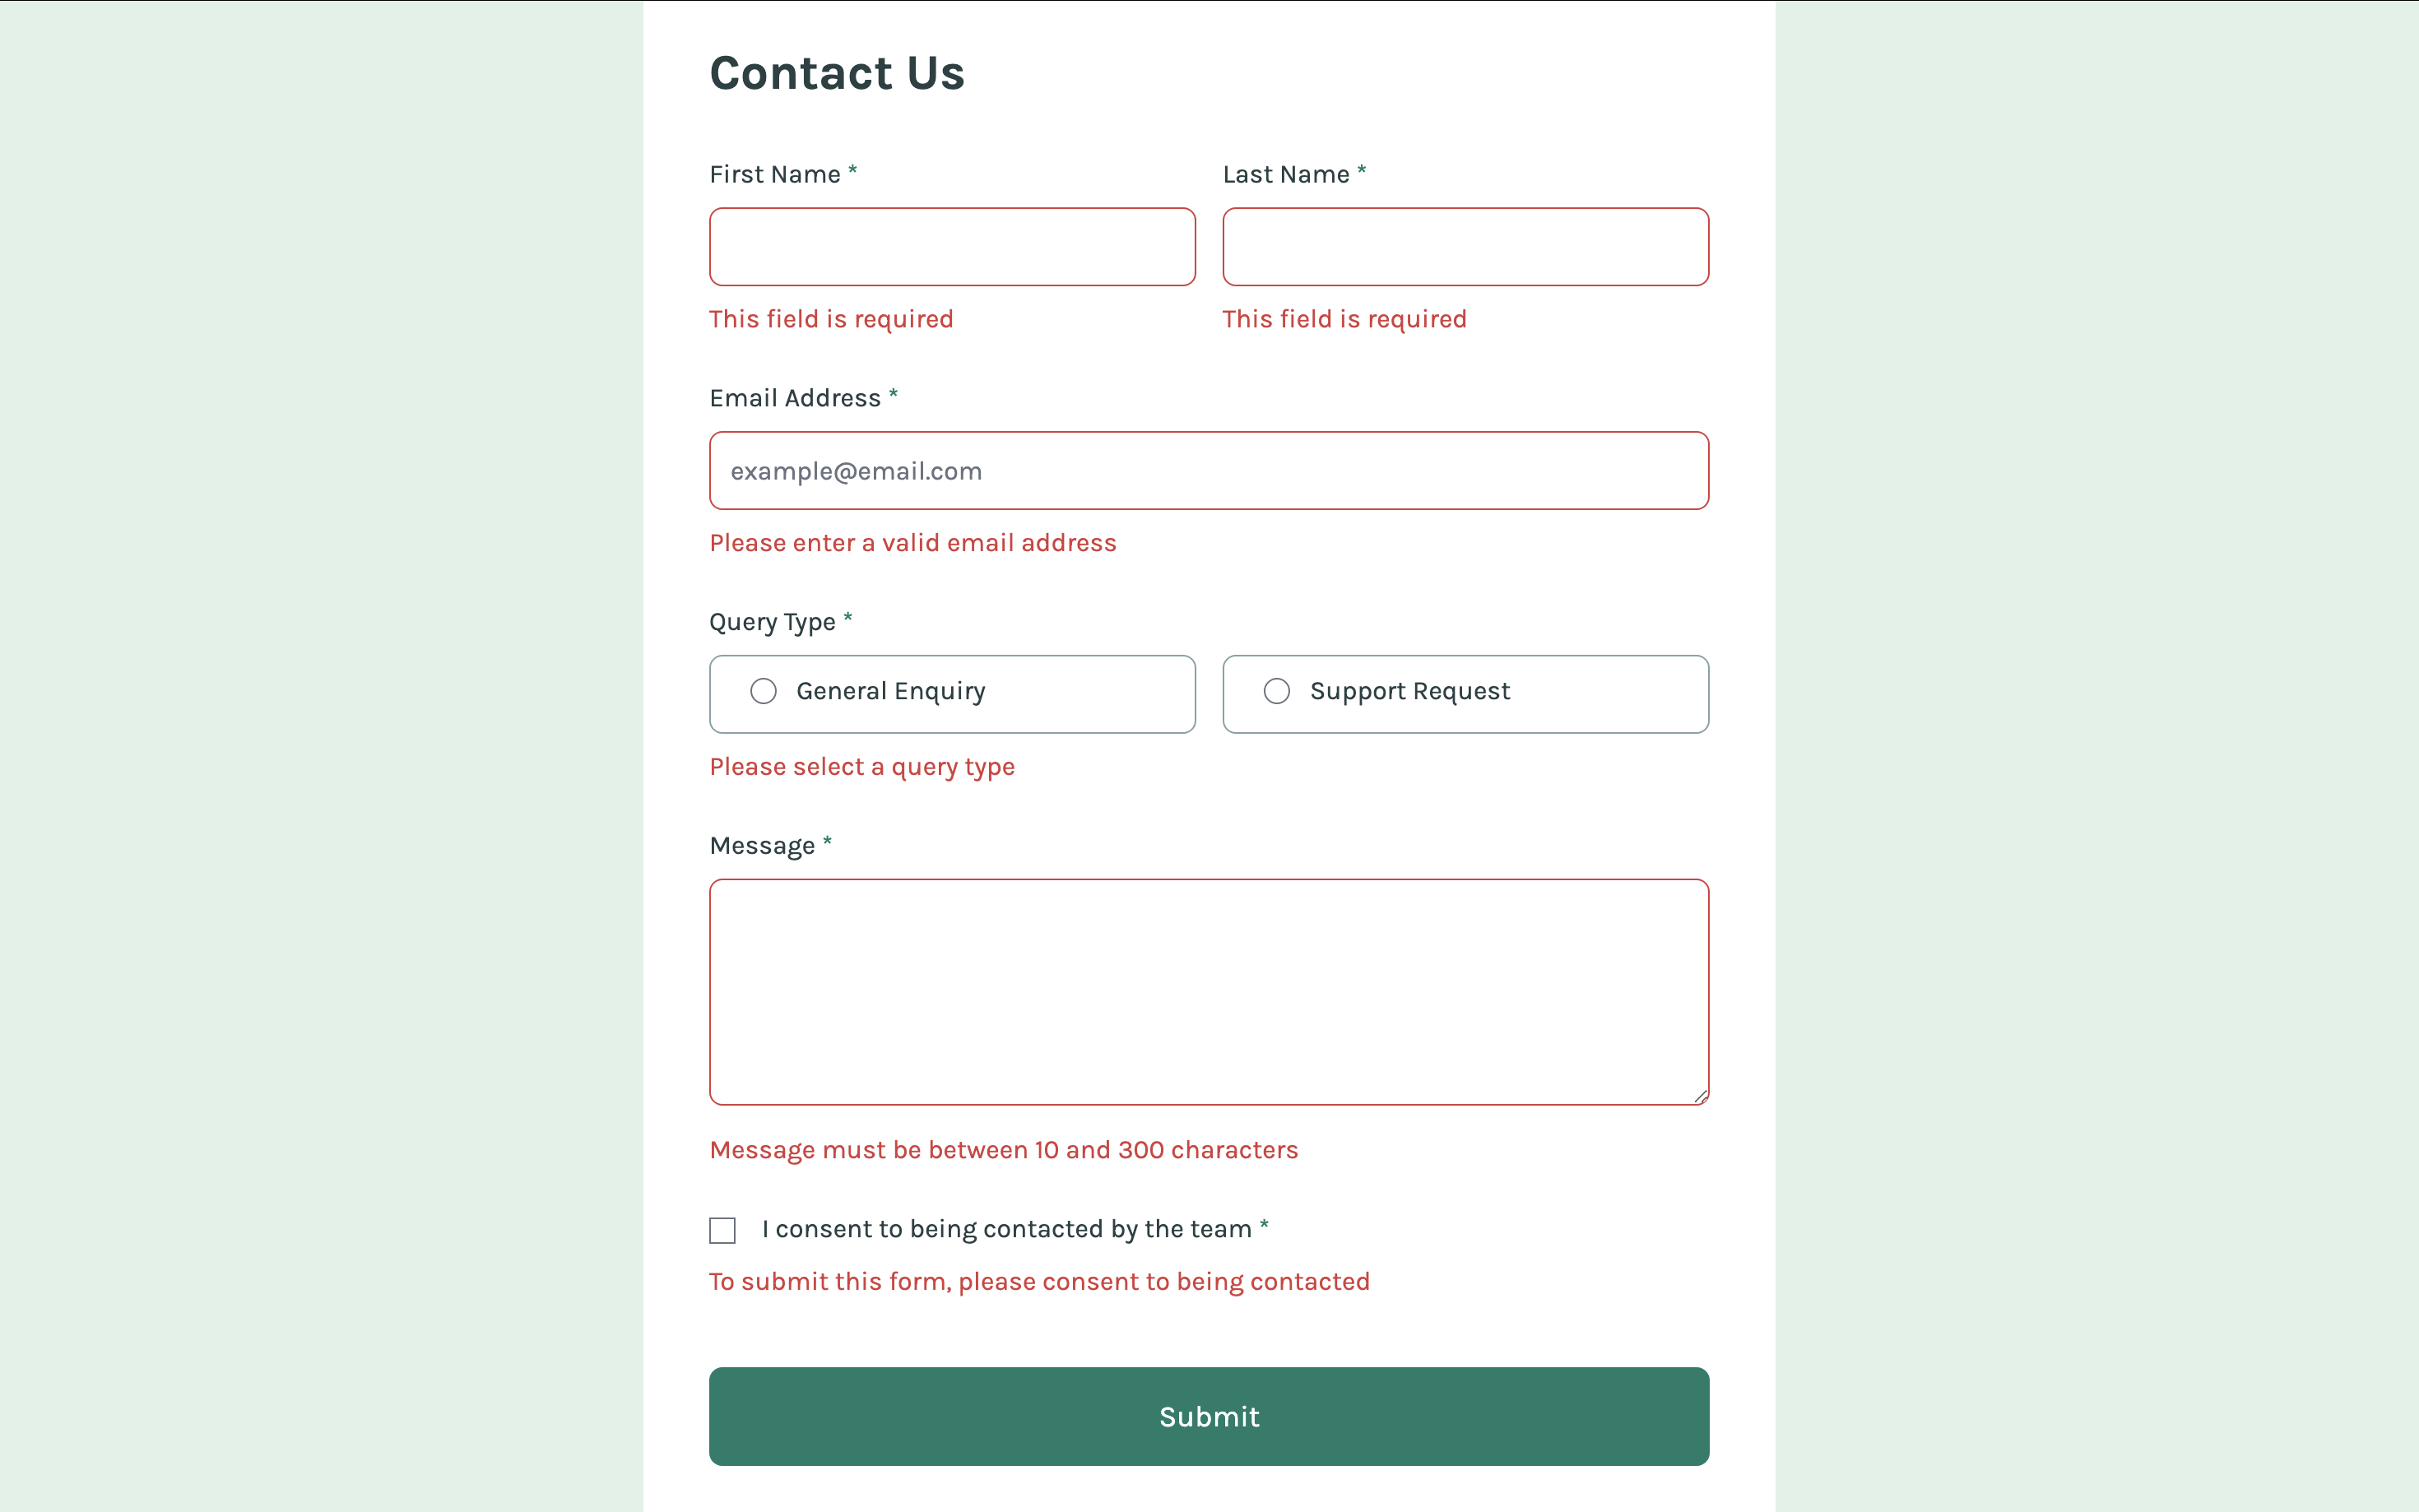 Contact Us
First Name *
Last Name *
This field is required
This field is required
Email Address *
example@email.com
Please enter a valid email address
Query Type *
General Enquiry
Support Request
Please select a query type
Message *
Message must be between 10 and 300 characters
I consent to being contacted by the team *
To submit this form, please consent to being contacted
Submit